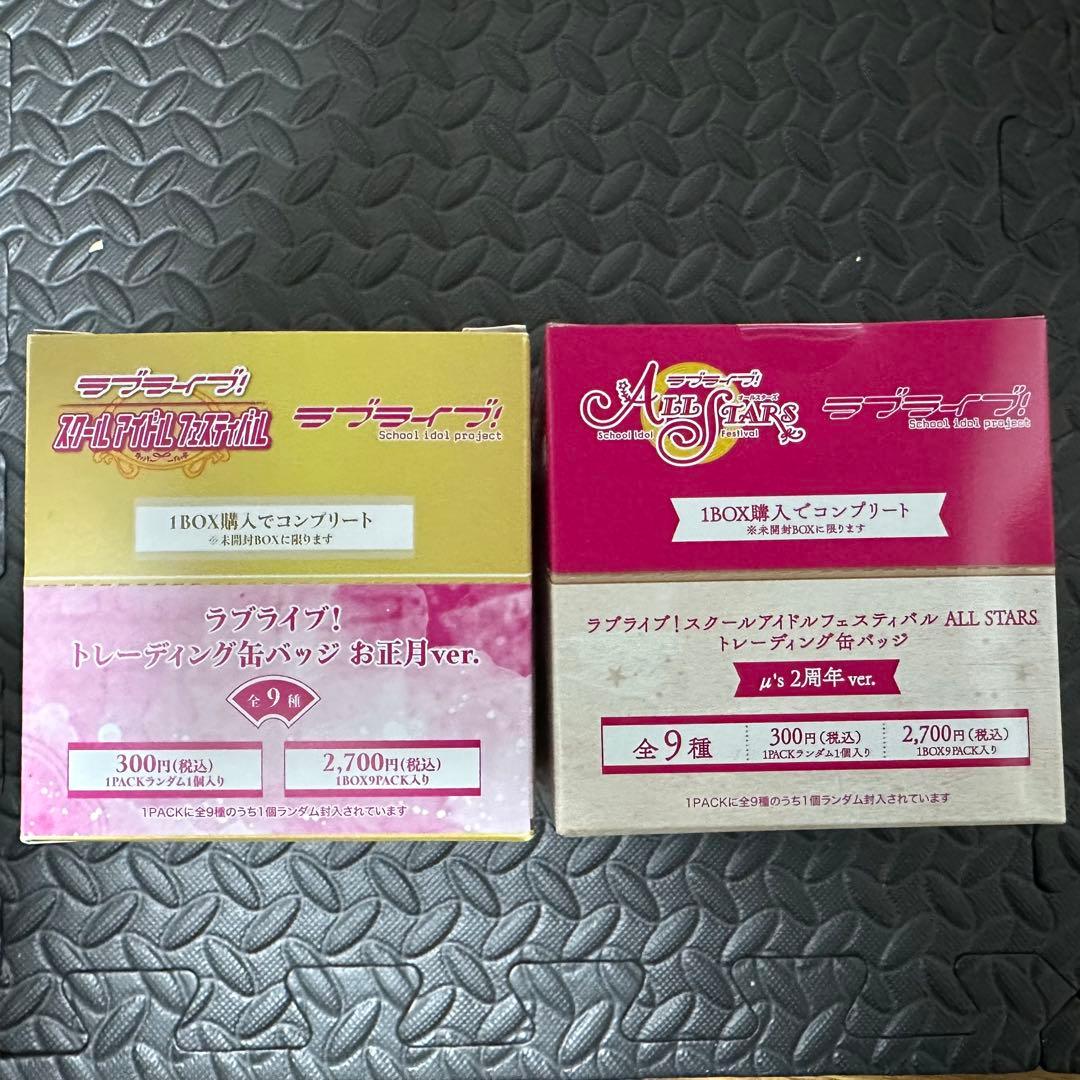 ラブライブ!
スクールアイドルフェスティバル
ラブライブ!
School idol project
1BOX購入でコンプリート
※未開封BOXに限ります
ラブライブ!
トレーディング缶バッジ お正月ver.
全9種
300円(税込)
1PACKランダム1個入り
2,700円(税込)
1BOX9PACK入り
1PACKに全9種のうち1個ランダム封入されています
ラブライブ!
ALL STARS
オールスターズ
School idol Festival
ラブライブ!
School idol project
1BOX購入でコンプリート
※未開封BOXに限ります
ラブライブ!スクールアイドルフェスティバル ALL STARS
トレーディング缶バッジ
μ's 2周年 ver.
全9種
300円(税込)
1PACKランダム1個入り
2,700円(税込)
1BOX9PACK入り
1PACKに全9種のうち1個ランダム封入されています